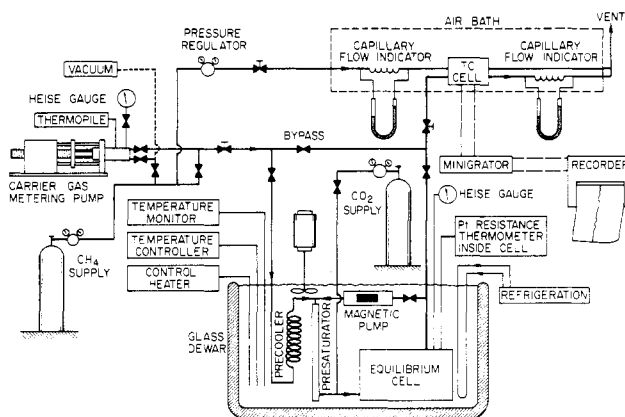 AIR BATH
VENT
PRESSURE
REGULATOR
CAPILLARY
FLOW INDICATOR
TC
CELL
CAPILLARY
FLOW INDICATOR
VACUUM
HEISE GAUGE
THERMOPILE
BYPASS
CARRIER GAS
METERING PUMP
MINIGRATOR
RECORDER
CO2
SUPPLY
HEISE GAUGE
TEMPERATURE
MONITOR
TEMPERATURE
CONTROLLER
CONTROL
HEATER
Pt RESISTANCE
THERMOMETER
INSIDE CELL
CH4
SUPPLY
REFRIGERATION
GLASS
DEWAR
PRECOOLER
PRESATURATOR
MAGNETIC
PUMP
EQUILIBRIUM
CELL